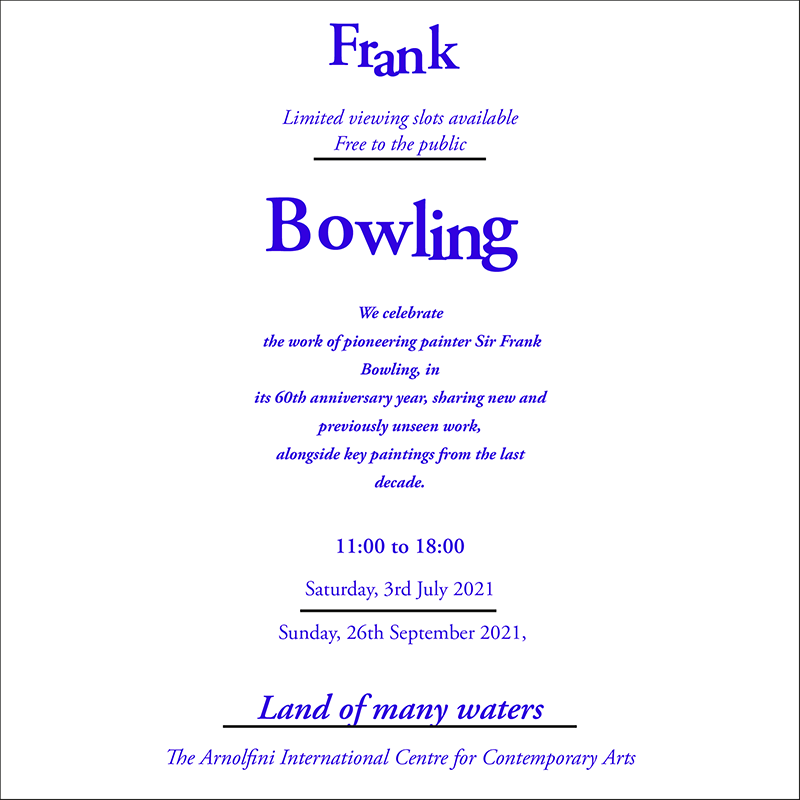 Frank
Limited viewing slots available
Free to the public
Bowling
We celebrate
the work of pioneering painter Sir Frank
Bowling, in
its 60th anniversary year, sharing new and
previously unseen work,
alongside key paintings from the last
decade.
11:00 to 18:00
Saturday, 3rd July 2021
Sunday, 26th September 2021,
Land of many waters
The Arnolfini International Centre for Contemporary Arts